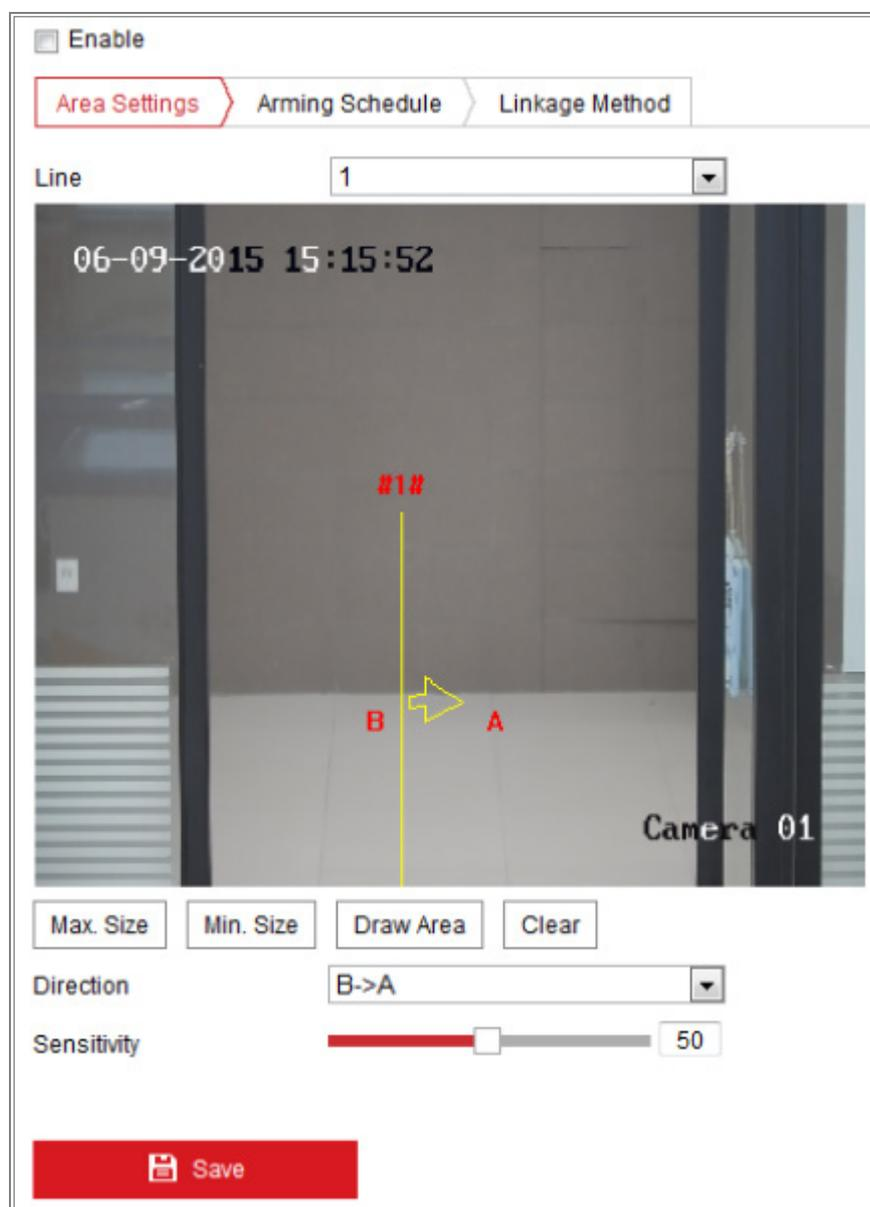 Enable
Area Settings
Arming Schedule
Linkage Method
Line
1
06-09-2015 15:15:52
#1#
B
A
Camera 01
Max. Size
Min. Size
Draw Area
Clear
Direction
B->A
Sensitivity
50
Save